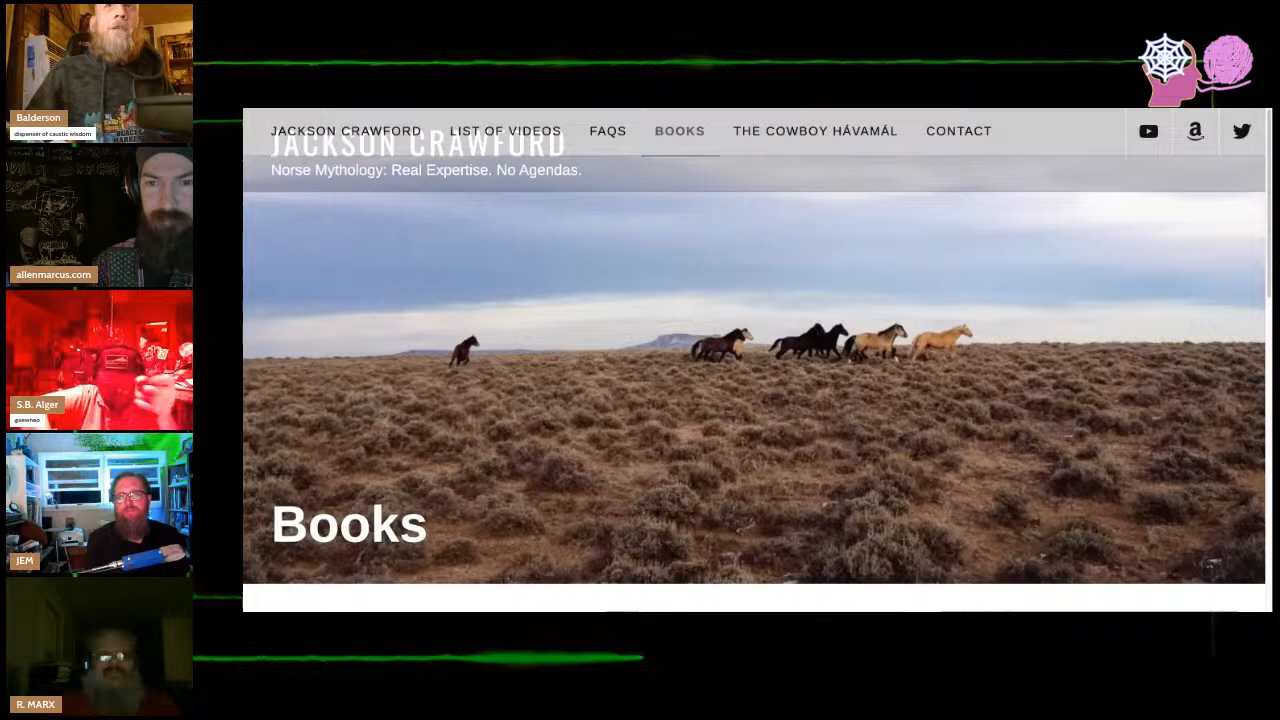 Balderson
dispenser of caustic wisdom
allenmarcus.com
S.B. Alger
JEM
R. MARX
JACKSON CRAWFORD
LIST OF VIDEOS
FAQS
BOOKS
THE COWBOY HÁVAMÁL
CONTACT
JACKSON CRAWFORD
Norse Mythology: Real Expertise. No Agendas.
Books